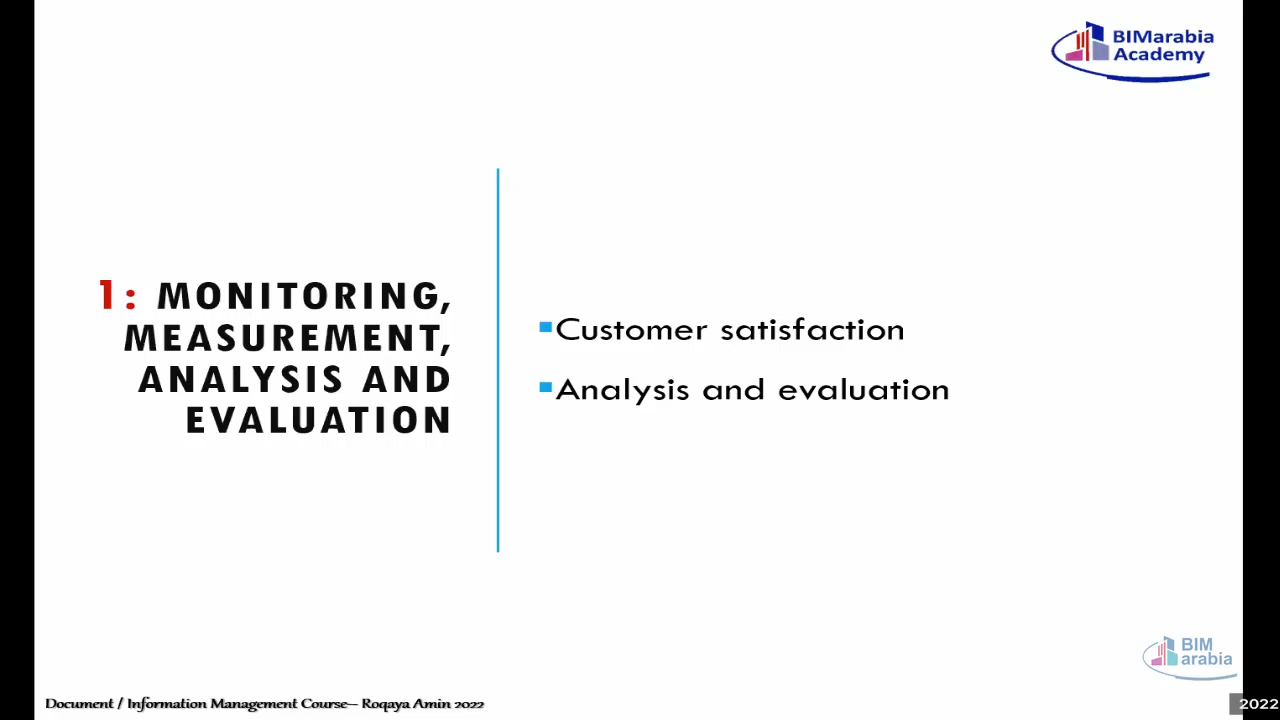 BIMarabia
Academy
1: MONITORING,
MEASUREMENT,
ANALYSIS AND
EVALUATION
Customer satisfaction
Analysis and evaluation
BIM
arabia
Document / Information Management Course– Roqaya Amin 2022
2022